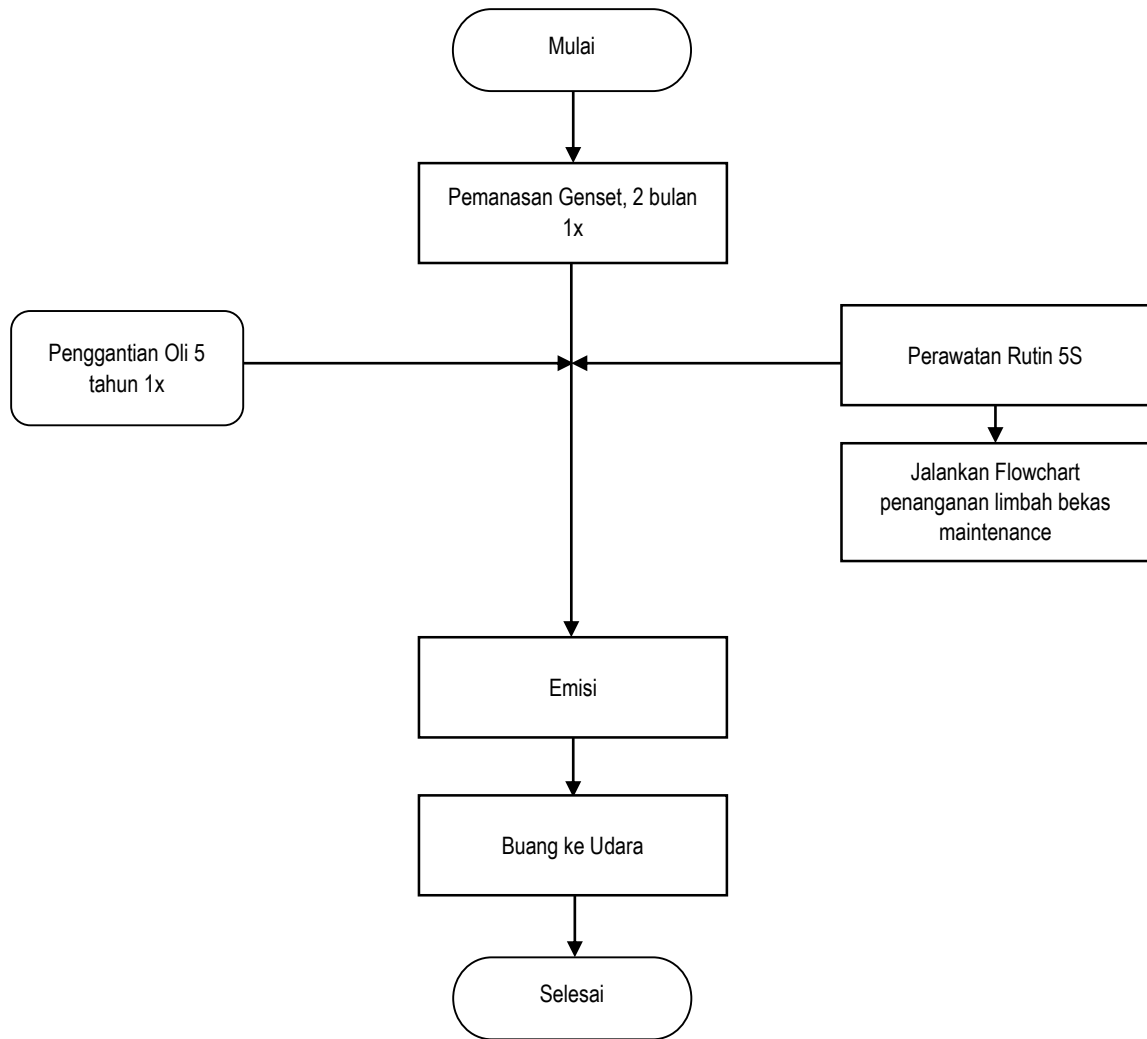 Mulai
Pemanasan Genset, 2 bulan
1x
Penggantian Oli 5
tahun 1x
Perawatan Rutin 5S
Jalankan Flowchart
penanganan limbah bekas
maintenance
Emisi
Buang ke Udara
Selesai